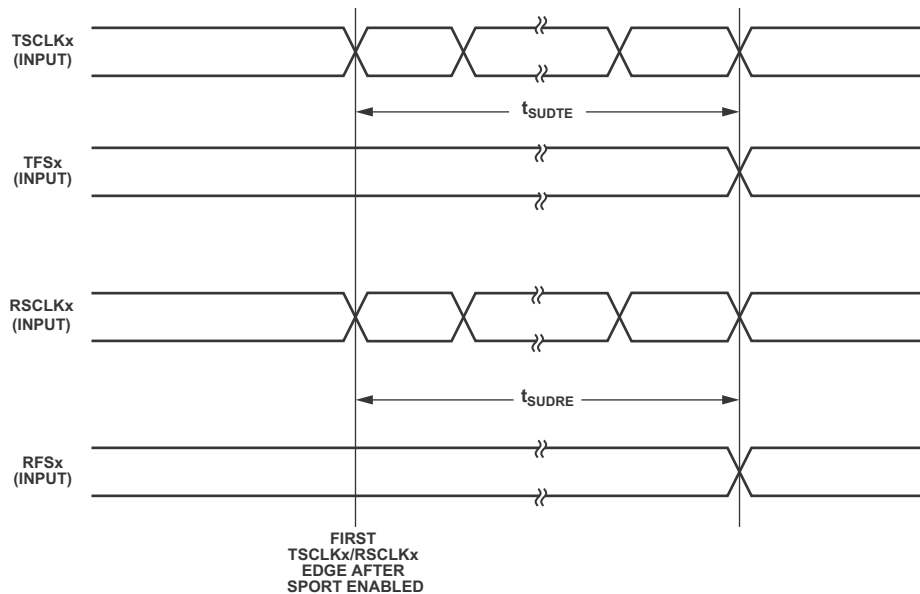 TSCLKx
(INPUT)
tSUDTE
TFSx
(INPUT)
RSCLKx
(INPUT)
tSUDRE
RFSx
(INPUT)
FIRST
TSCLKx/RSCLKx
EDGE AFTER
SPORT ENABLED